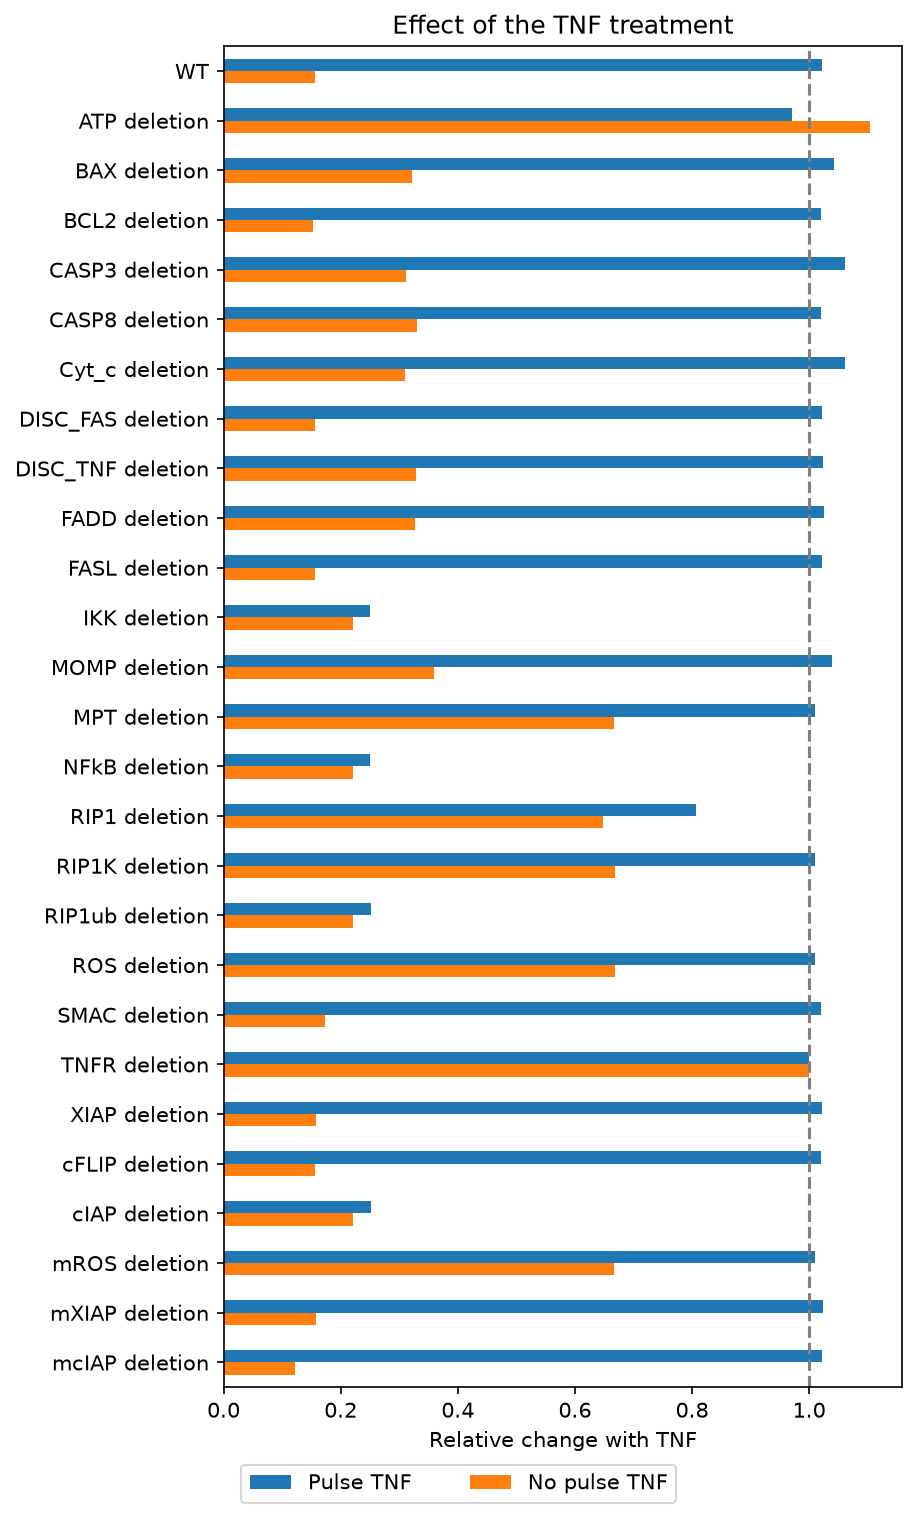 Effect of the TNF treatment
WT
ATP deletion
BAX deletion
BCL2 deletion
CASP3 deletion
CASP8 deletion
Cyt_c deletion
DISC_FAS deletion
DISC_TNF deletion
FADD deletion
FASL deletion
IKK deletion
MOMP deletion
MPT deletion
NFkB deletion
RIP1 deletion
RIP1K deletion
RIP1ub deletion
ROS deletion
SMAC deletion
TNFR deletion
XIAP deletion
cFLIP deletion
cIAP deletion
mROS deletion
mXIAP deletion
mcIAP deletion
0.0 0.2 0.4 0.6 0.8 1.0
Relative change with TNF
Pulse TNF No pulse TNF